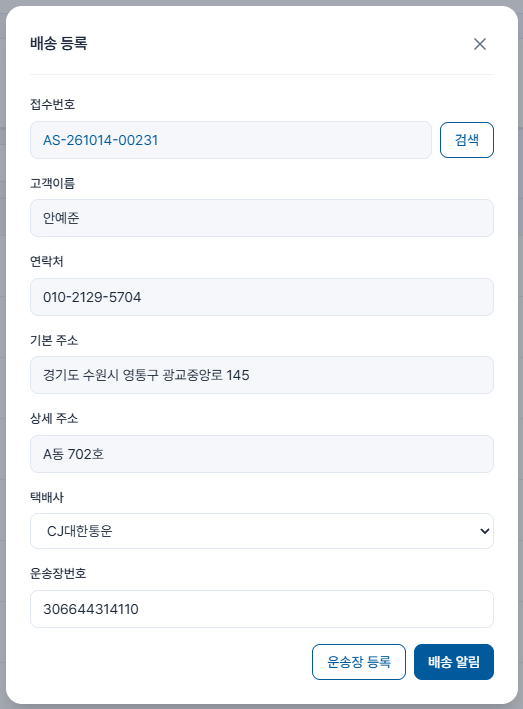 배송 등록
접수번호
AS-261014-00231
검색
고객이름
안예준
연락처
010-2129-5704
기본 주소
경기도 수원시 영통구 광교중앙로 145
상세 주소
A동 702호
택배사
CJ대한통운
운송장번호
306644314110
운송장 등록
배송 알림